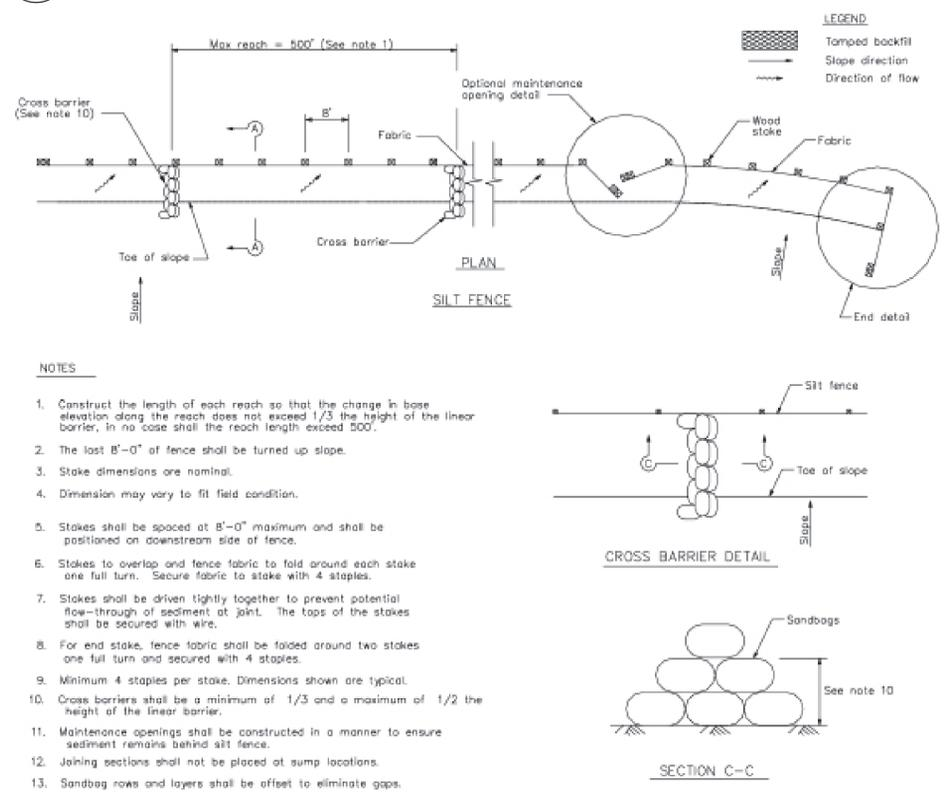 LEGEND
Tamped backfill
Slope direction
Direction of flow
Max reach = 500' (See note 1)
Cross barrier
(See note 10)
A
8'
Fabric
Optional maintenance
opening detail
Wood
stake
Fabric
A
Cross barrier
Toe of slope
Slope
PLAN
SILT FENCE
Slope
End detail
NOTES
1. Construct the length of each reach so that the change in base
elevation along the reach does not exceed 1/3 the height of the linear
barrier, in no case shall the reach length exceed 500'.
2. The last 8'-0" of fence shall be turned up slope.
3. Stake dimensions are nominal.
4. Dimension may vary to fit field condition.
5. Stakes shall be spaced at 8'-0" maximum and shall be
positioned on downstream side of fence.
6. Stakes to overlap and fence fabric to fold around each stake
one full turn. Secure fabric to stake with 4 staples.
7. Stakes shall be driven tightly together to prevent potential
flow-through of sediment at joint. The tops of the stakes
shall be secured with wire.
8. For end stake, fence fabric shall be folded around two stakes
one full turn and secured with 4 staples.
9. Minimum 4 staples per stake. Dimensions shown are typical.
10. Cross barriers shall be a minimum of 1/3 and a maximum of 1/2 the
height of the linear barrier.
11. Maintenance openings shall be constructed in a manner to ensure
sediment remains behind silt fence.
12. Joining sections shall not be placed at sump locations.
13. Sandbag rows and layers shall be offset to eliminate gaps.
Silt fence
C
C
Toe of slope
Slope
CROSS BARRIER DETAIL
Sandbags
See note 10
SECTION C-C